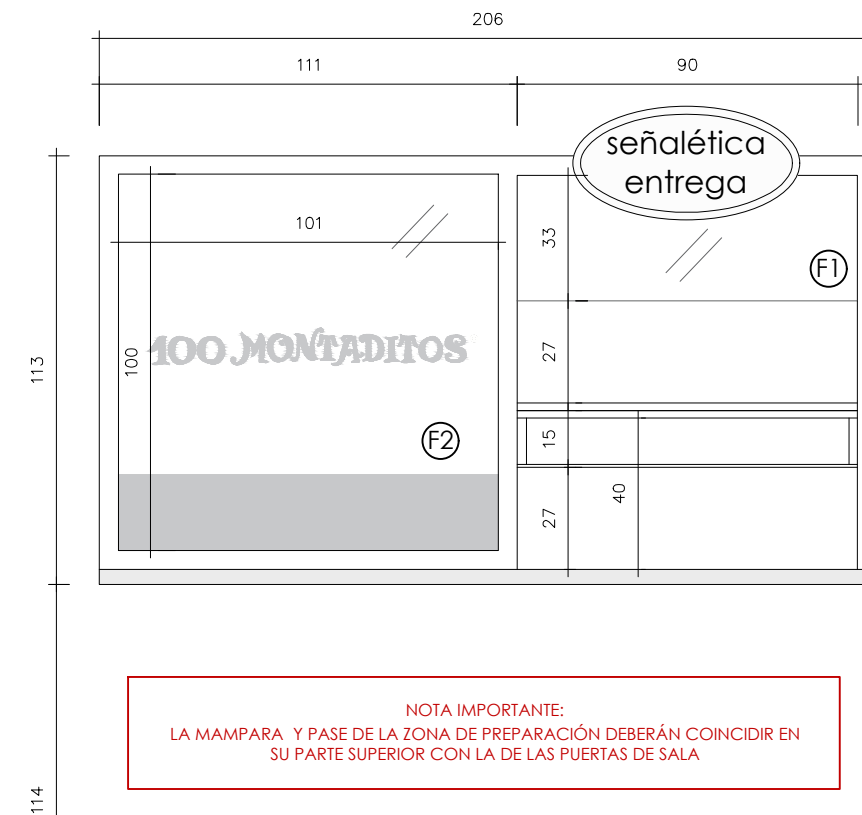 206
111
90
señalética
entrega
101
33
F1
100 MONTADITOS
113
100
27
F2
15
40
27
NOTA IMPORTANTE:
LA MAMPARA Y PASE DE LA ZONA DE PREPARACIÓN DEBERÁN COINCIDIR EN
SU PARTE SUPERIOR CON LA DE LAS PUERTAS DE SALA
114